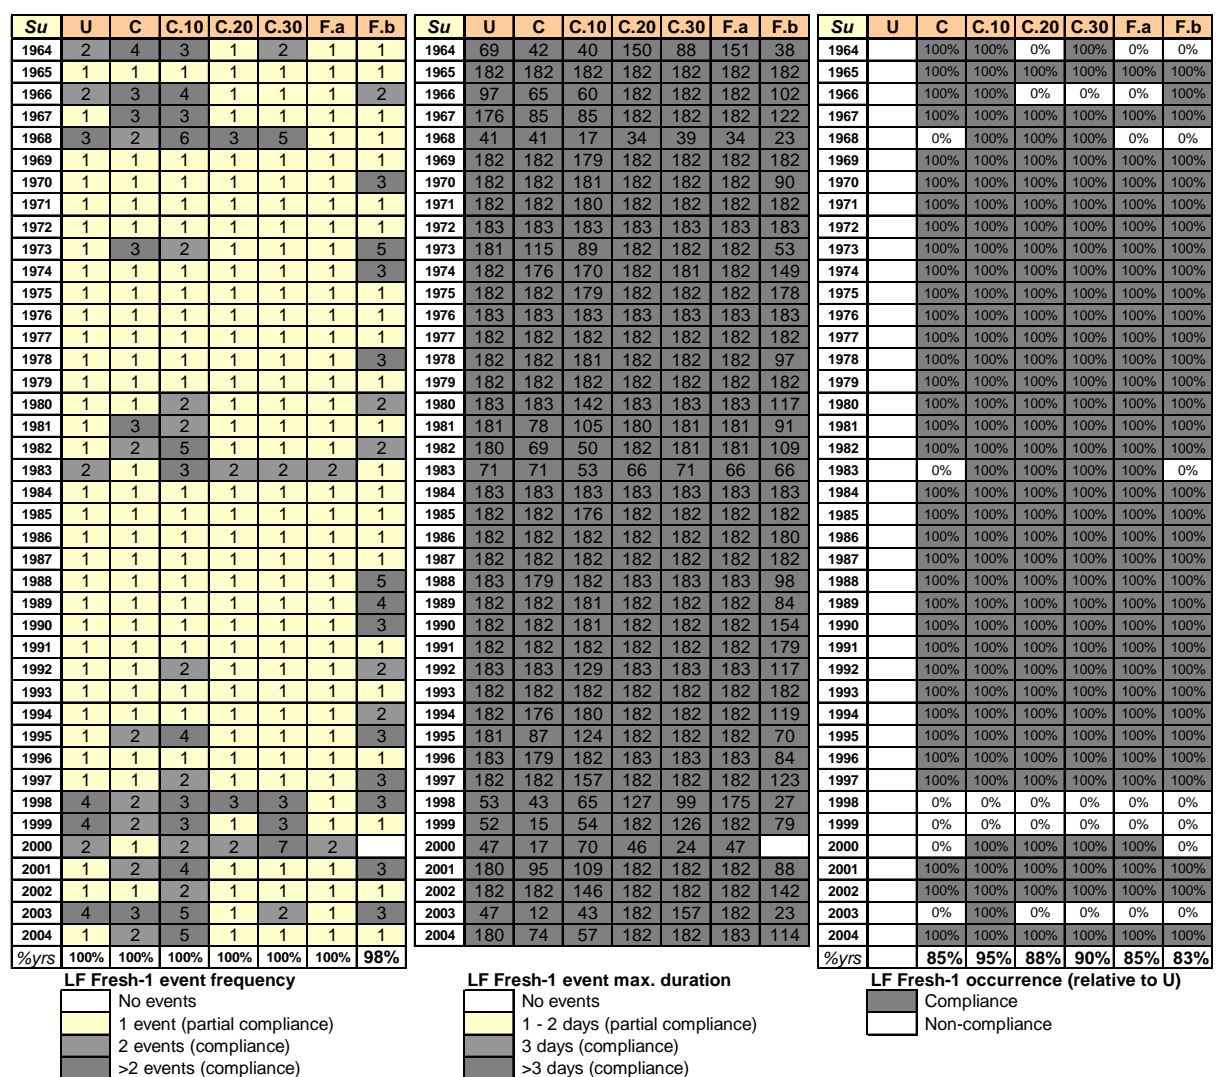 Su U C C.10 C.20 C.30 F.a F.b Su U C C.10 C.20 C.30 F.a F.b Su U C C.10 C.20 C.30 F.a F.b
1964 2 4 3 1 2 1 1 1964 69 42 40 150 88 151 38 1964 100% 100% 0% 100% 0% 0%
1965 1 1 1 1 1 1 1 1965 182 182 182 182 182 182 182 1965 100% 100% 100% 100% 100% 100%
1966 2 3 4 1 1 1 2 1966 97 65 60 182 182 182 102 1966 100% 100% 0% 0% 0% 100%
1967 1 3 3 1 1 1 1 1967 176 85 85 182 182 182 122 1967 100% 100% 100% 100% 100% 100%
1968 3 2 6 3 5 1 1 1968 41 41 17 34 39 34 23 1968 0% 100% 100% 100% 0% 0%
1969 1 1 1 1 1 1 1 1969 182 182 179 182 182 182 182 1969 100% 100% 100% 100% 100% 100%
1970 1 1 1 1 1 1 3 1970 182 182 181 182 182 182 90 1970 100% 100% 100% 100% 100% 100%
1971 1 1 1 1 1 1 1 1971 182 182 180 182 182 182 182 1971 100% 100% 100% 100% 100% 100%
1972 1 1 1 1 1 1 1 1972 183 183 183 183 183 183 183 1972 100% 100% 100% 100% 100% 100%
1973 1 3 2 1 1 1 5 1973 181 115 89 182 182 182 53 1973 100% 100% 100% 100% 100% 100%
1974 1 1 1 1 1 1 3 1974 182 176 170 182 181 182 149 1974 100% 100% 100% 100% 100% 100%
1975 1 1 1 1 1 1 1 1975 182 182 179 182 182 182 178 1975 100% 100% 100% 100% 100% 100%
1976 1 1 1 1 1 1 1 1976 183 183 183 183 183 183 183 1976 100% 100% 100% 100% 100% 100%
1977 1 1 1 1 1 1 1 1977 182 182 182 182 182 182 182 1977 100% 100% 100% 100% 100% 100%
1978 1 1 1 1 1 1 3 1978 182 182 181 182 182 182 97 1978 100% 100% 100% 100% 100% 100%
1979 1 1 1 1 1 1 1 1979 182 182 182 182 182 182 182 1979 100% 100% 100% 100% 100% 100%
1980 1 1 2 1 1 1 2 1980 183 183 142 183 183 183 117 1980 100% 100% 100% 100% 100% 100%
1981 1 3 2 1 1 1 1 1981 181 78 105 180 181 181 91 1981 100% 100% 100% 100% 100% 100%
1982 1 2 5 1 1 1 2 1982 180 69 50 182 181 181 109 1982 100% 100% 100% 100% 100% 100%
1983 2 1 3 2 2 2 1 1983 71 71 53 66 71 66 66 1983 0% 100% 100% 100% 100% 0%
1984 1 1 1 1 1 1 1 1984 183 183 183 183 183 183 183 1984 100% 100% 100% 100% 100% 100%
1985 1 1 1 1 1 1 1 1985 182 182 176 182 182 182 182 1985 100% 100% 100% 100% 100% 100%
1986 1 1 1 1 1 1 1 1986 182 182 182 182 182 182 180 1986 100% 100% 100% 100% 100% 100%
1987 1 1 1 1 1 1 1 1987 182 182 182 182 182 182 182 1987 100% 100% 100% 100% 100% 100%
1988 1 1 1 1 1 1 5 1988 183 179 182 183 183 183 98 1988 100% 100% 100% 100% 100% 100%
1989 1 1 1 1 1 1 4 1989 182 182 181 182 182 182 84 1989 100% 100% 100% 100% 100% 100%
1990 1 1 1 1 1 1 3 1990 182 182 181 182 182 182 154 1990 100% 100% 100% 100% 100% 100%
1991 1 1 1 1 1 1 1 1991 182 182 182 182 182 182 179 1991 100% 100% 100% 100% 100% 100%
1992 1 1 2 1 1 1 2 1992 183 183 129 183 183 183 117 1992 100% 100% 100% 100% 100% 100%
1993 1 1 1 1 1 1 1 1993 182 182 182 182 182 182 182 1993 100% 100% 100% 100% 100% 100%
1994 1 1 1 1 1 1 2 1994 182 176 180 182 182 182 119 1994 100% 100% 100% 100% 100% 100%
1995 1 2 4 1 1 1 3 1995 181 87 124 182 182 182 70 1995 100% 100% 100% 100% 100% 100%
1996 1 1 1 1 1 1 1 1996 183 179 182 183 183 183 84 1996 100% 100% 100% 100% 100% 100%
1997 1 1 2 1 1 1 3 1997 182 182 157 182 182 182 123 1997 100% 100% 100% 100% 100% 100%
1998 4 2 3 3 3 1 3 1998 53 43 65 127 99 175 27 1998 0% 0% 0% 0% 0% 0%
1999 4 2 3 1 3 1 1 1999 52 15 54 182 126 182 79 1999 0% 0% 0% 0% 0% 0%
2000 2 1 2 2 7 2 2000 47 17 70 46 24 47 2000 0% 100% 100% 100% 100% 0%
2001 1 2 4 1 1 1 3 2001 180 95 109 182 182 182 88 2001 100% 100% 100% 100% 100% 100%
2002 1 1 2 1 1 1 1 2002 182 182 146 182 182 182 142 2002 100% 100% 100% 100% 100% 100%
2003 4 3 5 1 2 1 3 2003 47 12 43 182 157 182 23 2003 0% 100% 0% 0% 0% 0%
2004 1 2 5 1 1 1 1 2004 180 74 57 182 182 183 114 2004 100% 100% 100% 100% 100% 100%
%yrs 100% 100% 100% 100% 100% 100% 98% %yrs 85% 95% 88% 90% 85% 83%
LF Fresh-1 event frequency LF Fresh-1 event max. duration LF Fresh-1 occurrence (relative to U)
No events No events Compliance
1 event (partial compliance) 1 - 2 days (partial compliance) Non-compliance
2 events (compliance) 3 days (compliance)
>2 events (compliance) >3 days (compliance)